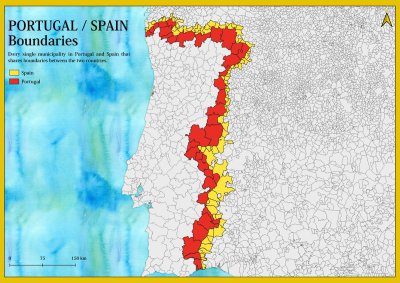 PORTUGAL / SPAIN
Boundaries
Every single municipality in Portugal and Spain that
shares boundaries between the two countries.
Spain
Portugal
0 75 150 km